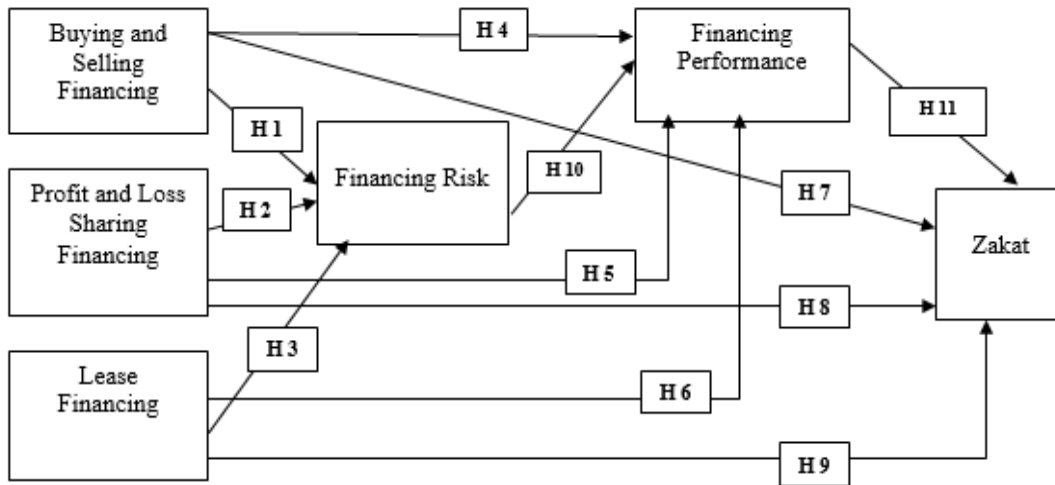 Buying and
Selling
Financing
H 4
Financing
Performance
H 11
H 1
Financing Risk
H 10
Profit and Loss
Sharing
Financing
H 2
H 7
Zakat
H 5
H 8
H 3
Lease
Financing
H 6
H 9